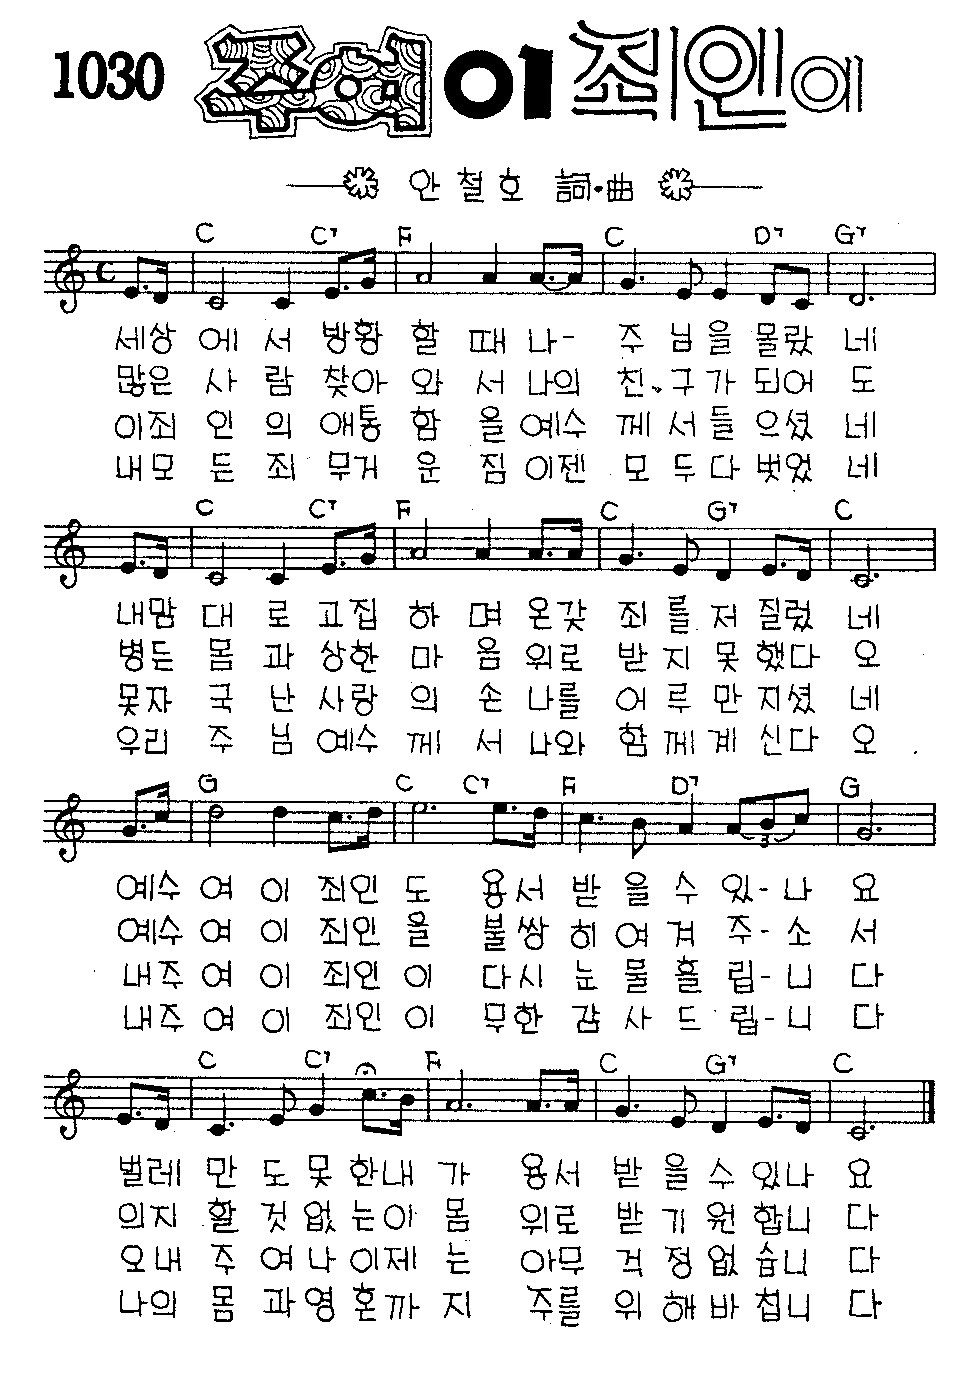 1030 주여 이 죄인에
안 철 호 詞·曲
C C7 F C D7 G7
세상 에서 방황 할 때 나- 주 님을 몰랐 네
많은 사 람 찾아 와 서 나의 친 구가 되어 도
이죄 인 의 애통 함 을 예수 께 서들 으셨 네
내모 든 죄 무거 운 짐 이젠 모 두다 벗었 네
C C7 F C G7 C
내맘 대 로 고집 하 며 온갖 죄 를 저 질렀 네
병든 몸 과 상한 마 음 위로 받 지 못 했다 오
못자 국 난 사랑 의 손 나를 어 루 만 지셨 네
우리 주 님 예수 께 서 나와 함 께 계 신다 오
G C C7 F D7 G
예수 여 이 죄인 도 용서 받 을 수 있-나 요
예수 여 이 죄인 을 불쌍 히 여 겨 주-소 서
내주 여 이 죄인 이 다시 눈 물 흘 립-니 다
내주 여 이 죄인 이 무한 감 사 드 립-니 다
3
C C7 F C G7 C
벌레 만 도 못 한내 가 용서 받 을 수 있나 요
의지 할 것 없 는이 몸 위로 받 기 원 합니 다
오내 주 여 나 이제 는 아무 걱 정 없 습니 다
나의 몸 과 영 혼까 지 주를 위 해 바 칩니 다